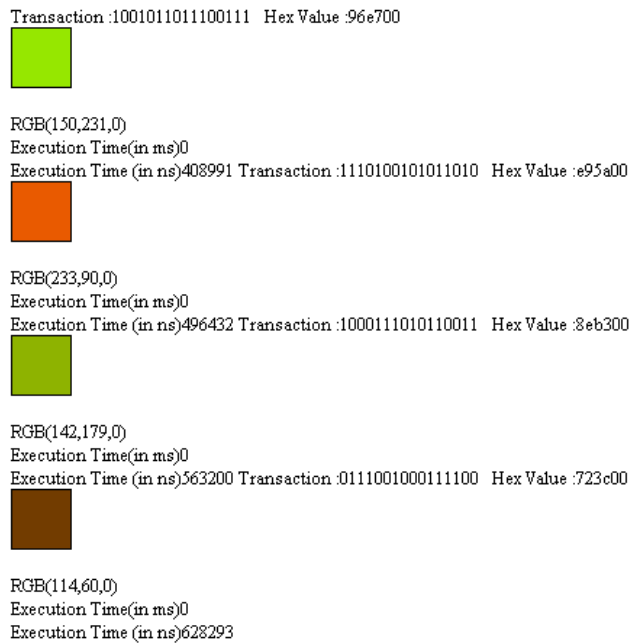 Transaction :1001011011100111 Hex Value :96e700
RGB(150,231,0)
Execution Time(in ms)0
Execution Time (in ns)408991 Transaction :1110100101011010 Hex Value :e95a00
RGB(233,90,0)
Execution Time(in ms)0
Execution Time (in ns)496432 Transaction :1000111010110011 Hex Value :8eb300
RGB(142,179,0)
Execution Time(in ms)0
Execution Time (in ns)563200 Transaction :0111001000111100 Hex Value :723c00
RGB(114,60,0)
Execution Time(in ms)0
Execution Time (in ns)628293